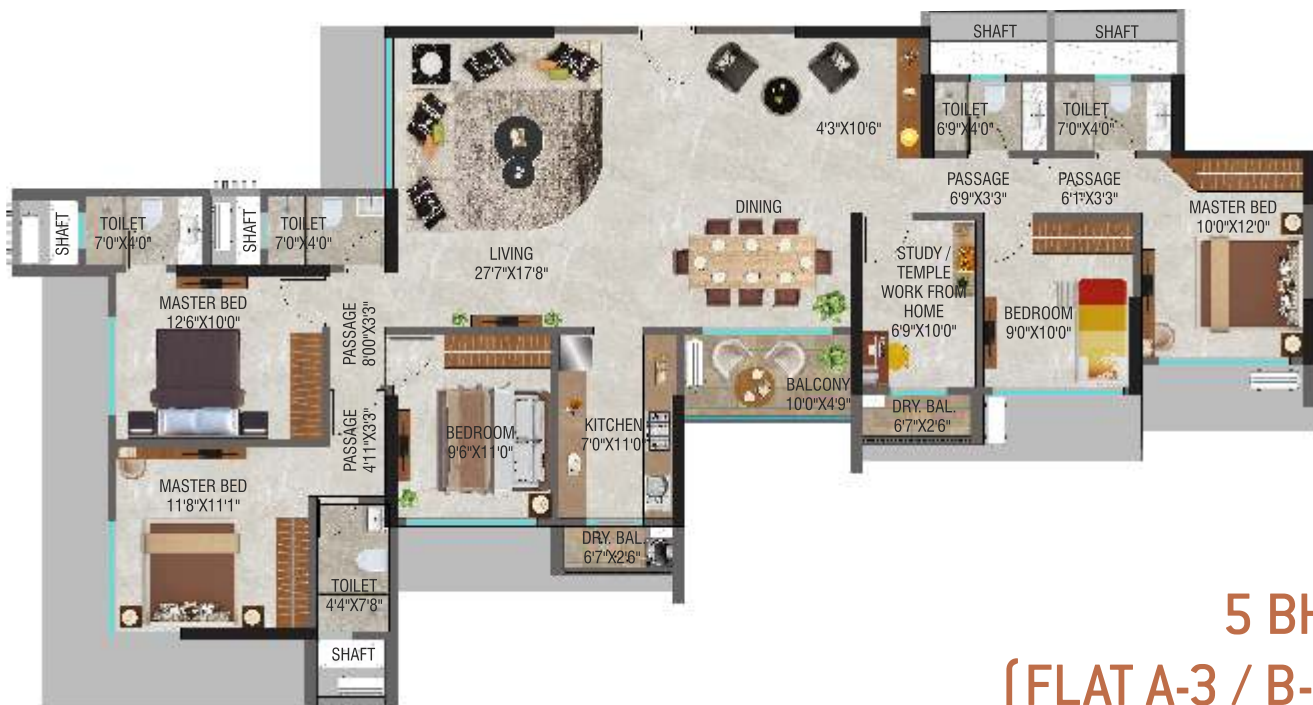 SHAFT
SHAFT
TOILET
6'9"X4'0"
TOILET
7'0"X4'0"
4'3"X10'6"
PASSAGE
6'9"X3'3"
PASSAGE
6'1"X3'3"
MASTER BED
10'0"X12'0"
SHAFT
TOILET
7'0"X4'0"
SHAFT
TOILET
7'0"X4'0"
DINING
LIVING
27'7"X17'8"
STUDY /
TEMPLE
WORK FROM
HOME
6'9"X10'0"
BEDROOM
9'0"X10'0"
MASTER BED
12'6"X10'0"
PASSAGE
8'00"X3'3"
BALCONY
10'0"X4'9"
DRY. BAL.
6'7"X2'6"
PASSAGE
4'11"X3'3"
BEDROOM
9'6"X11'0"
KITCHEN
7'0"X11'0"
MASTER BED
11'8"X11'1"
DRY. BAL.
6'7"X2'6"
TOILET
4'4"X7'8"
SHAFT
5 BH
(FLAT A-3 / B-